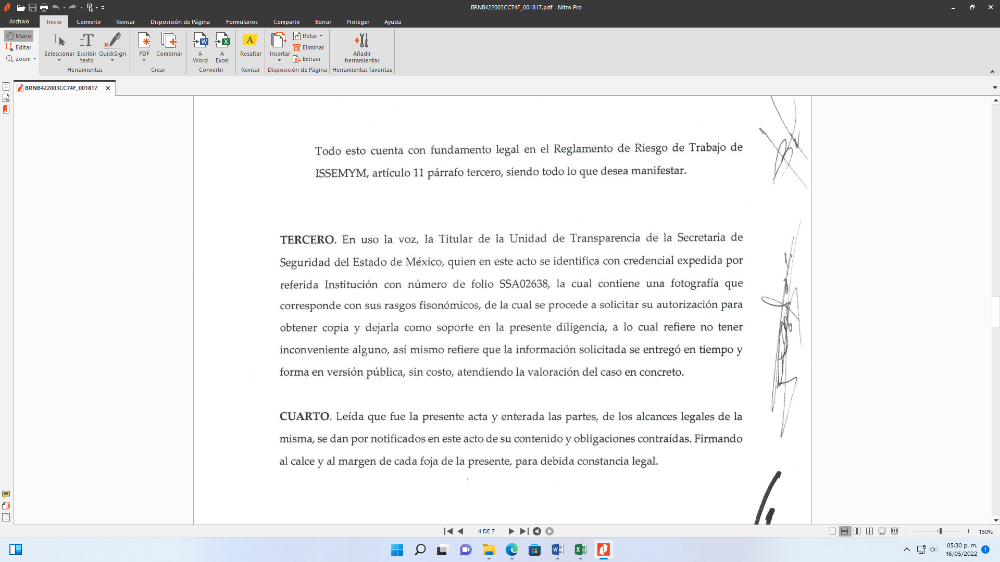 BRNB422003CC74F_001817.pdf - Nitro Pro
Archivo
Inicio
Convertir
Revisar
Disposición de Página
Formularios
Compartir
Borrar
Proteger
Ayuda
Mano
Editar
Zoom
Seleccionar
Escribir texto
QuickSign
Herramientas
PDF
Combinar
Crear
A Word
A Excel
Convertir
Resaltar
Revisar
Insertar
Rotar
Eliminar
Extraer
Disposición de Página
Añadir herramientas
Herramientas favoritas
BRNB422003CC74F_001817
Todo esto cuenta con fundamento legal en el Reglamento de Riesgo de Trabajo de
ISSEMYM, artículo 11 párrafo tercero, siendo todo lo que desea manifestar.
TERCERO. En uso la voz, la Titular de la Unidad de Transparencia de la Secretaria de
Seguridad del Estado de México, quien en este acto se identifica con credencial expedida por
referida Institución con número de folio SSA02638, la cual contiene una fotografía que
corresponde con sus rasgos fisonómicos, de la cual se procede a solicitar su autorización para
obtener copia y dejarla como soporte en la presente diligencia, a lo cual refiere no tener
inconveniente alguno, así mismo refiere que la información solicitada se entregó en tiempo y
forma en versión pública, sin costo, atendiendo la valoración del caso en concreto.
CUARTO. Leída que fue la presente acta y enterada las partes, de los alcances legales de la
misma, se dan por notificados en este acto de su contenido y obligaciones contraídas. Firmando
al calce y al margen de cada foja de la presente, para debida constancia legal.
4 DE 7
150%
05:30 p. m.
16/05/2022
1